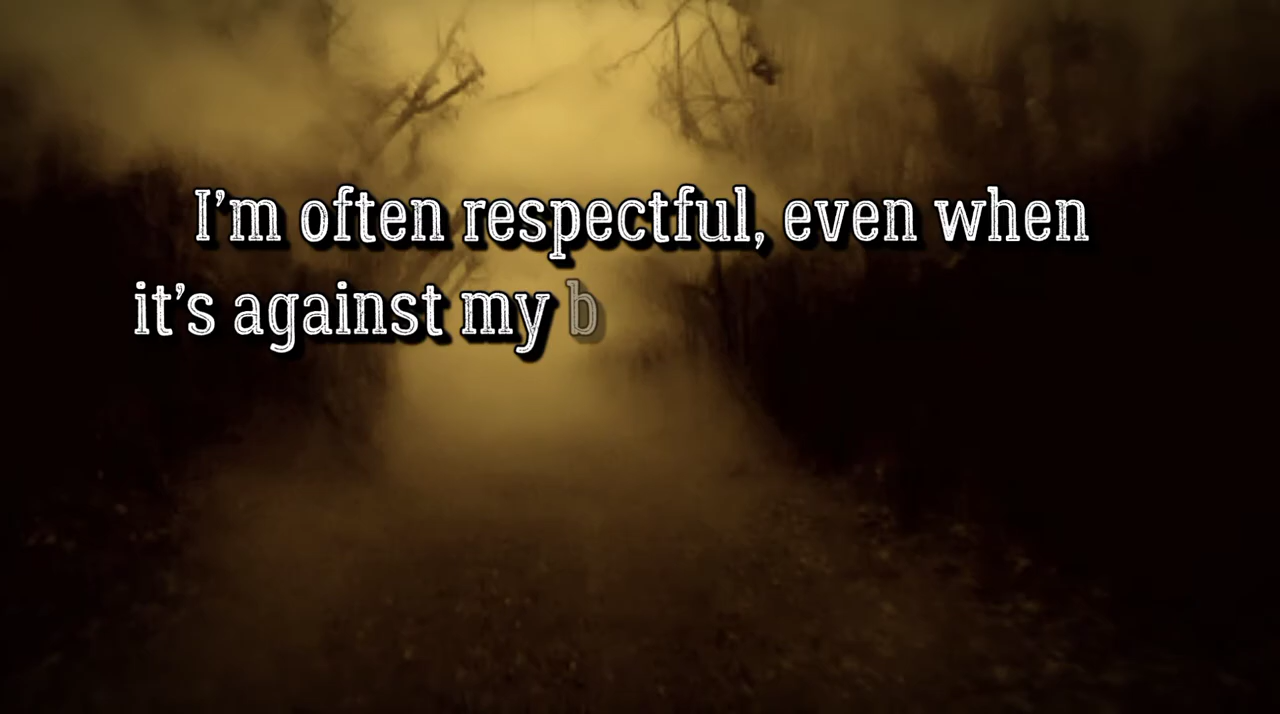 I’m often respectful, even when
it’s against my b